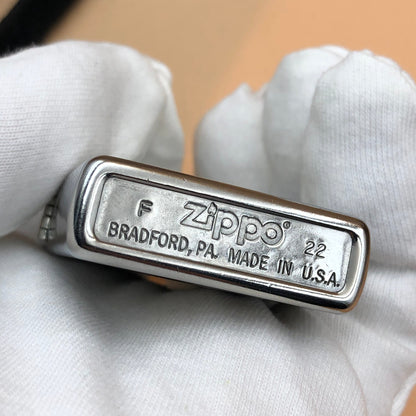 F Zippo® 22
BRADFORD, PA. MADE IN U.S.A.